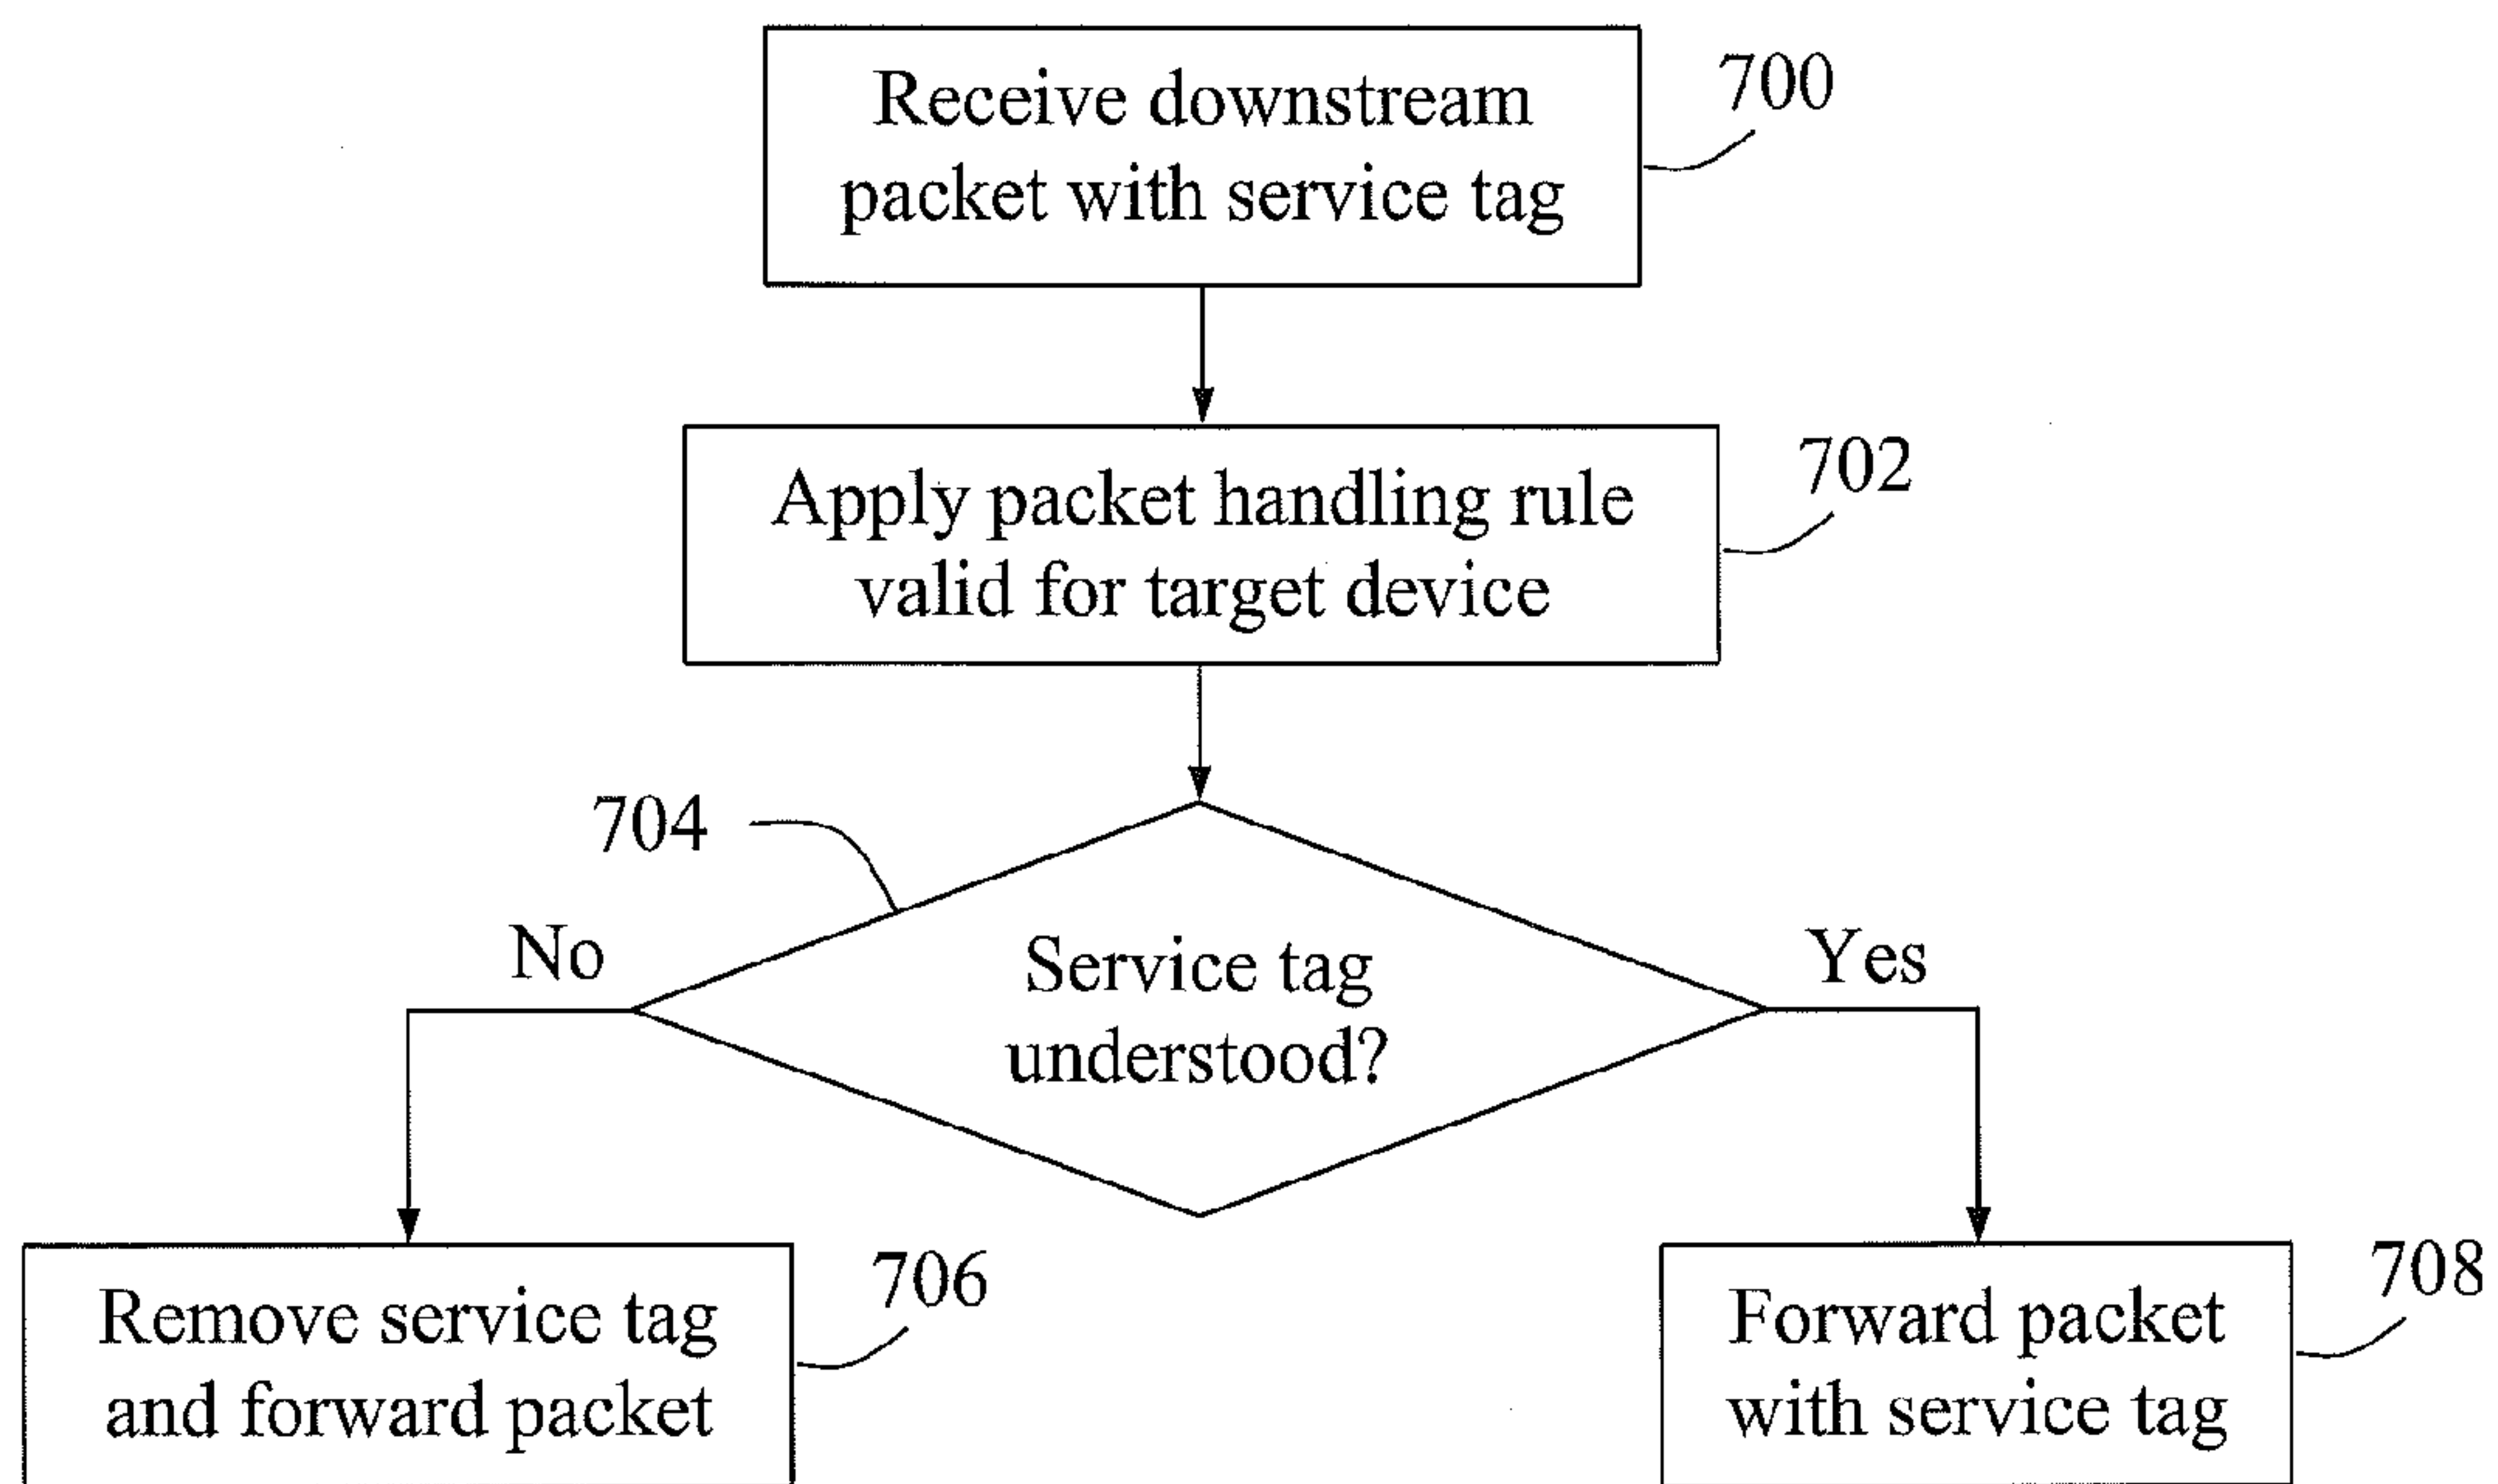 Receive downstream
packet with service tag
700
Apply packet handling rule
valid for target device
702
704
No
Service tag
understood?
Yes
Remove service tag
and forward packet
706
Forward packet
with service tag
708